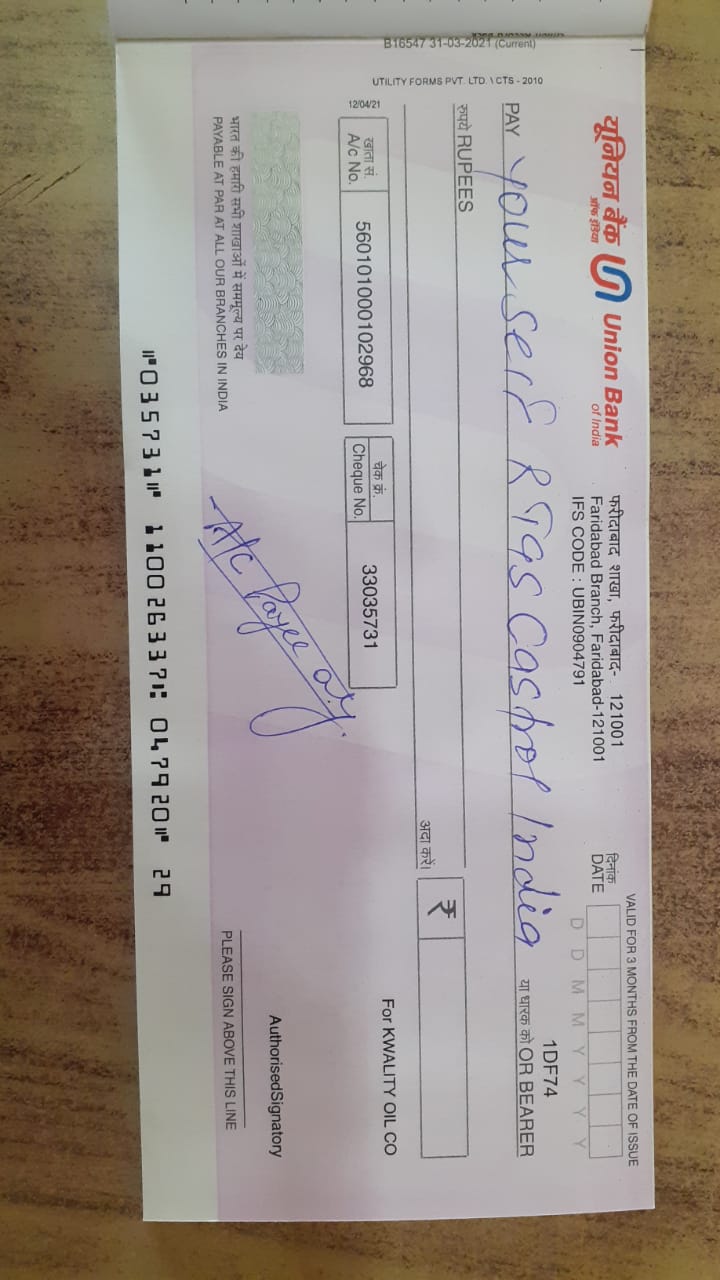 यूनियन बैंक
ऑफ इंडिया
Union Bank
of India
फरीदाबाद शाखा, फरीदाबाद- 121001
Faridabad Branch, Faridabad-121001
IFS CODE : UBIN0904791
VALID FOR 3 MONTHS FROM THE DATE OF ISSUE
दिनांक
DATE
D D M M Y Y Y Y
1DF74
PAY your self RTGS Castrol India या धारक को OR BEARER
रुपये RUPEES
अदा करें। ₹
खाता सं.
A/c No. 560101000102968
चेक क्रं.
Cheque No. 33035731
For KWALITY OIL CO
A/C Payee
AuthorisedSignatory
PLEASE SIGN ABOVE THIS LINE
भारत की हमारी सभी शाखाओं में सममूल्य पर देय
PAYABLE AT PAR AT ALL OUR BRANCHES IN INDIA
⑈035731⑈ 110026337⑆ 047920⑈ 29
B16547 31-03-2021 (Current)
UTILITY FORMS PVT. LTD. \ CTS - 2010
12/04/21